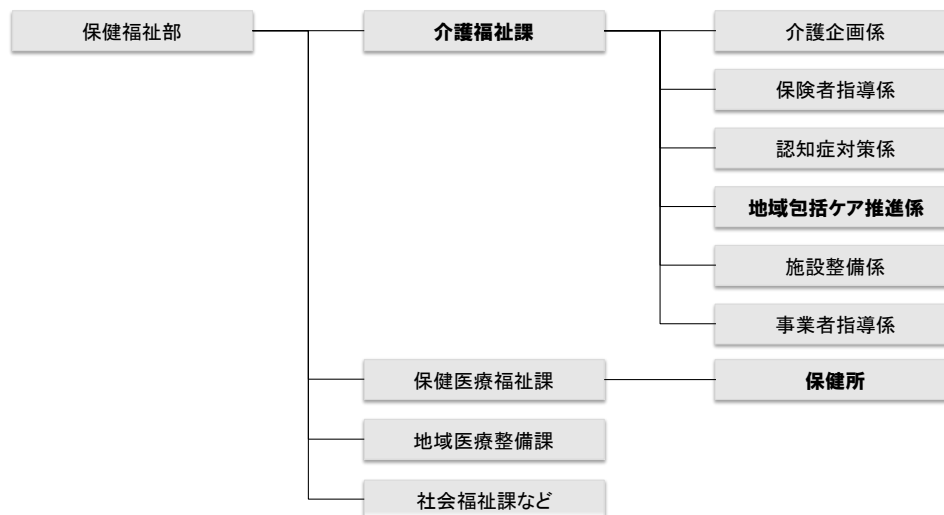 保健福祉部
介護福祉課
介護企画係
保険者指導係
認知症対策係
地域包括ケア推進係
施設整備係
事業者指導係
保健医療福祉課
保健所
地域医療整備課
社会福祉課など